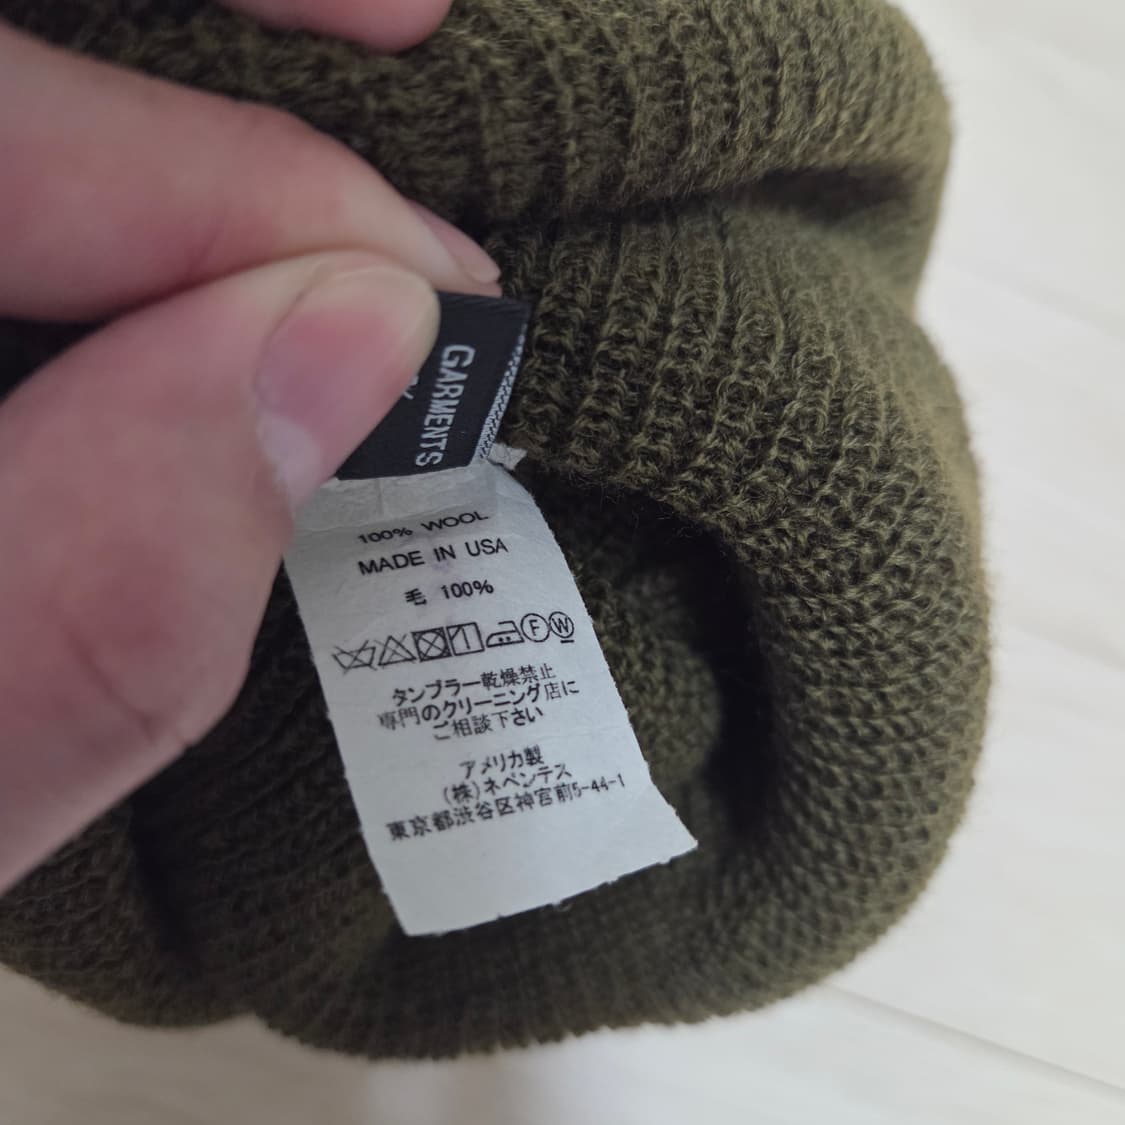 GARMENTS
100% WOOL
MADE IN USA
毛 100%
F W
タンブラー乾燥禁止
専門のクリーニング店に
ご相談下さい
アメリカ製
(株)ネペンテス
東京都渋谷区神宮前5-44-1